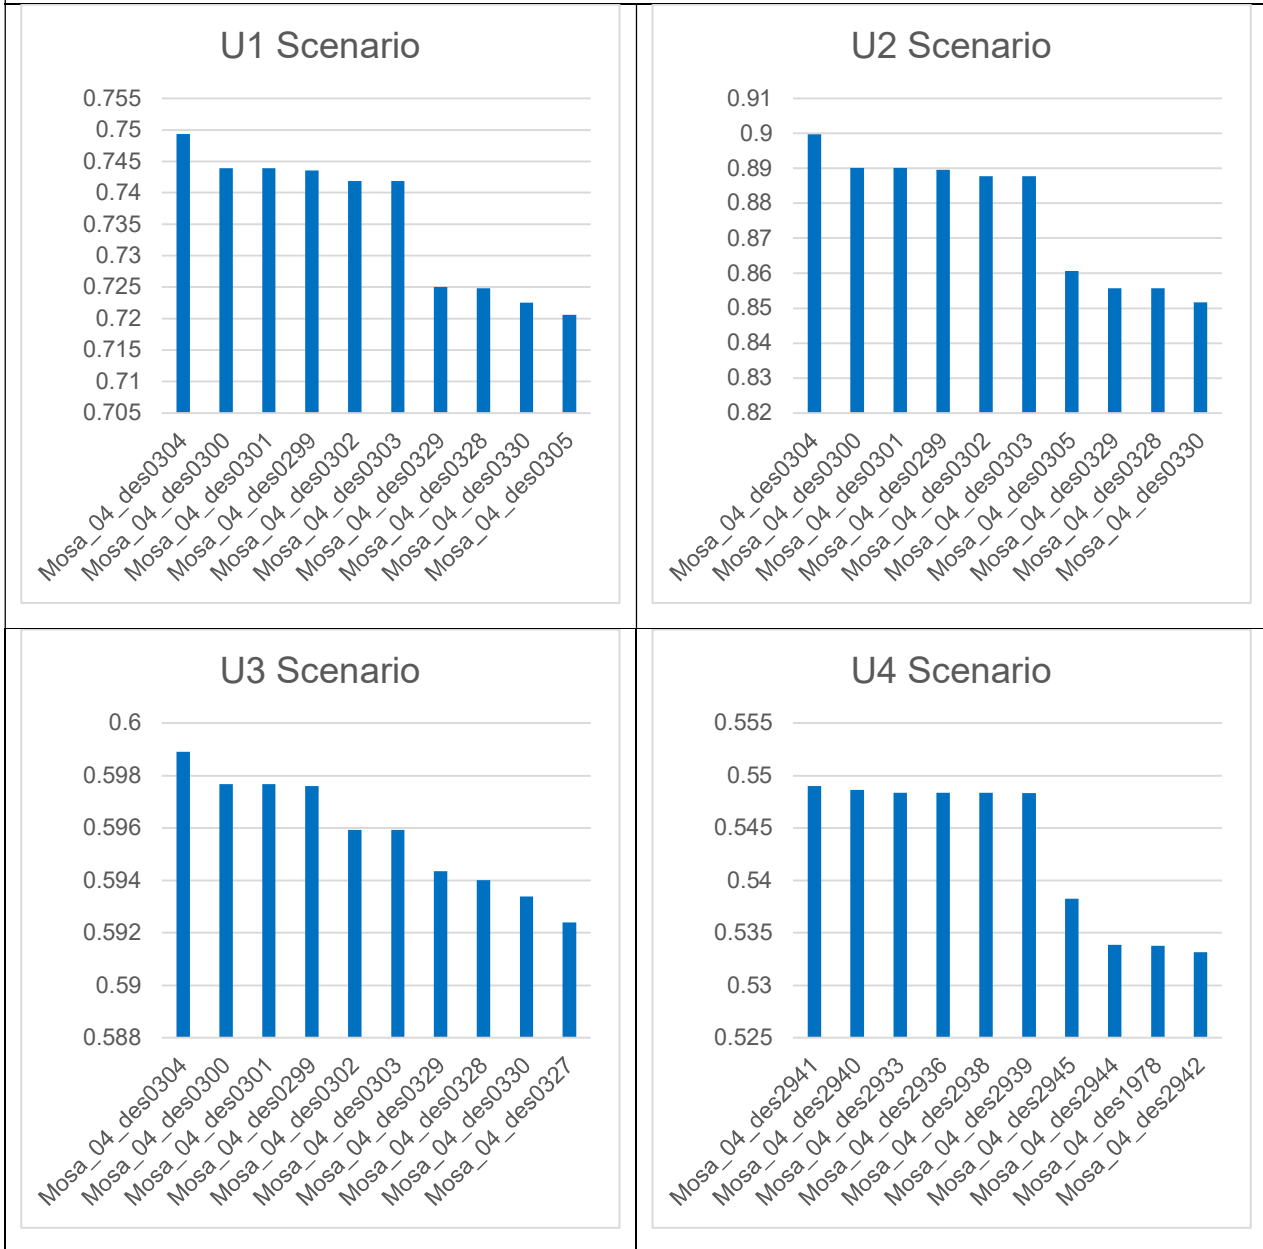 U1 Scenario
0.755
0.75
0.745
0.74
0.735
0.73
0.725
0.72
0.715
0.71
0.705
Mosa_04_des0304
Mosa_04_des0300
Mosa_04_des0301
Mosa_04_des0299
Mosa_04_des0302
Mosa_04_des0303
Mosa_04_des0329
Mosa_04_des0328
Mosa_04_des0330
Mosa_04_des0305
U2 Scenario
0.91
0.9
0.89
0.88
0.87
0.86
0.85
0.84
0.83
0.82
Mosa_04_des0304
Mosa_04_des0300
Mosa_04_des0301
Mosa_04_des0299
Mosa_04_des0302
Mosa_04_des0303
Mosa_04_des0305
Mosa_04_des0329
Mosa_04_des0328
Mosa_04_des0330
U3 Scenario
0.6
0.598
0.596
0.594
0.592
0.59
0.588
Mosa_04_des0304
Mosa_04_des0300
Mosa_04_des0301
Mosa_04_des0299
Mosa_04_des0302
Mosa_04_des0303
Mosa_04_des0329
Mosa_04_des0328
Mosa_04_des0330
Mosa_04_des0327
U4 Scenario
0.555
0.55
0.545
0.54
0.535
0.53
0.525
Mosa_04_des2941
Mosa_04_des2940
Mosa_04_des2933
Mosa_04_des2936
Mosa_04_des2938
Mosa_04_des2939
Mosa_04_des2945
Mosa_04_des2944
Mosa_04_des1978
Mosa_04_des2942